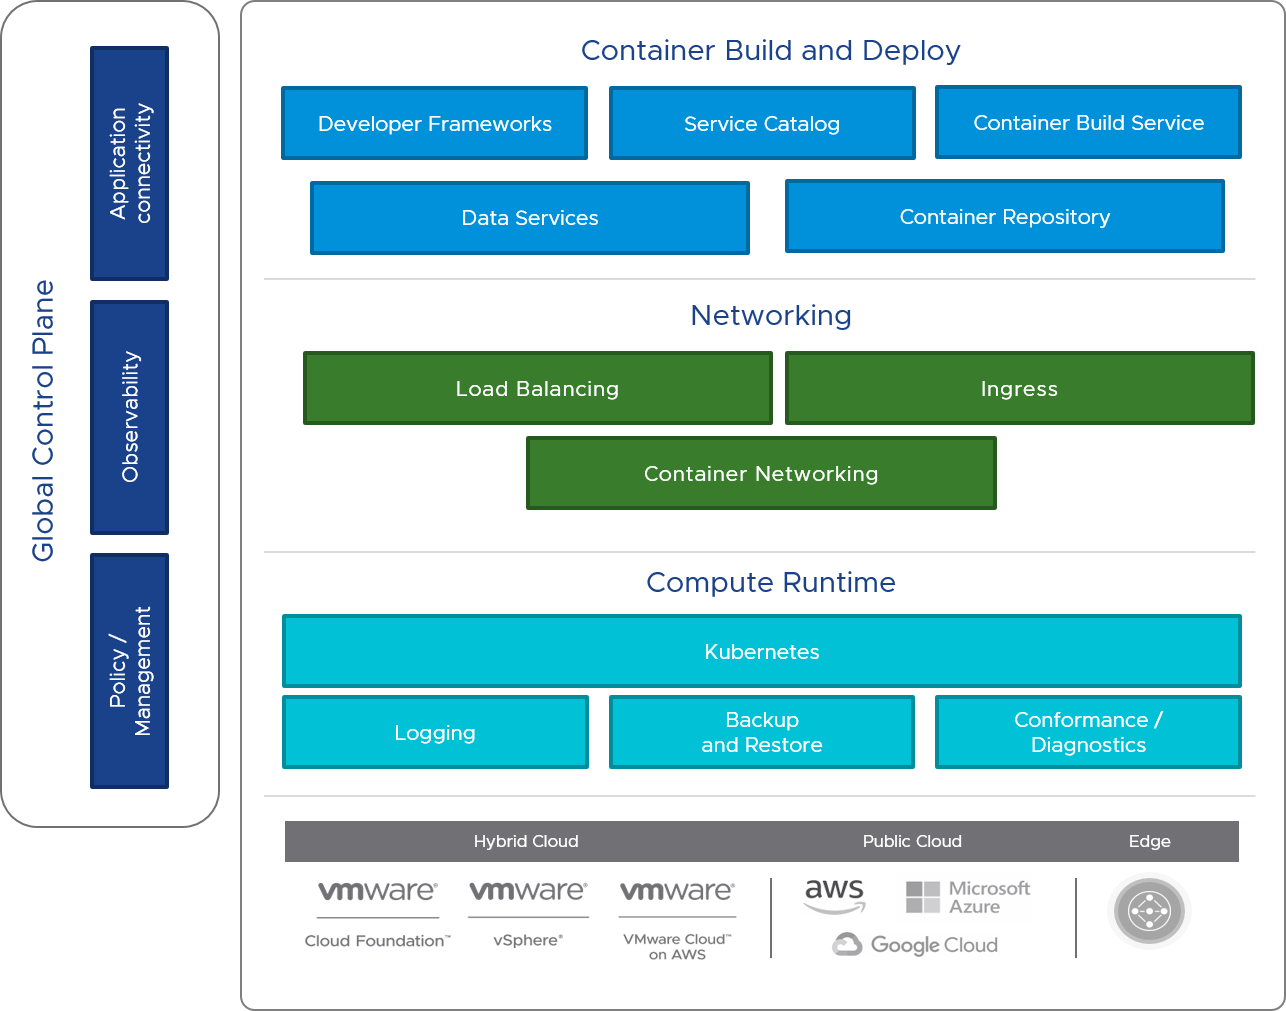 Global Control Plane
Application
connectivity
Observability
Policy /
Management
Container Build and Deploy
Developer Frameworks
Service Catalog
Container Build Service
Data Services
Container Repository
Networking
Load Balancing
Ingress
Container Networking
Compute Runtime
Kubernetes
Logging
Backup
and Restore
Conformance /
Diagnostics
Hybrid Cloud
Public Cloud
Edge
vmware®
Cloud Foundation™
vmware®
vSphere®
vmware®
VMware Cloud™
on AWS
aws
Microsoft
Azure
Google Cloud